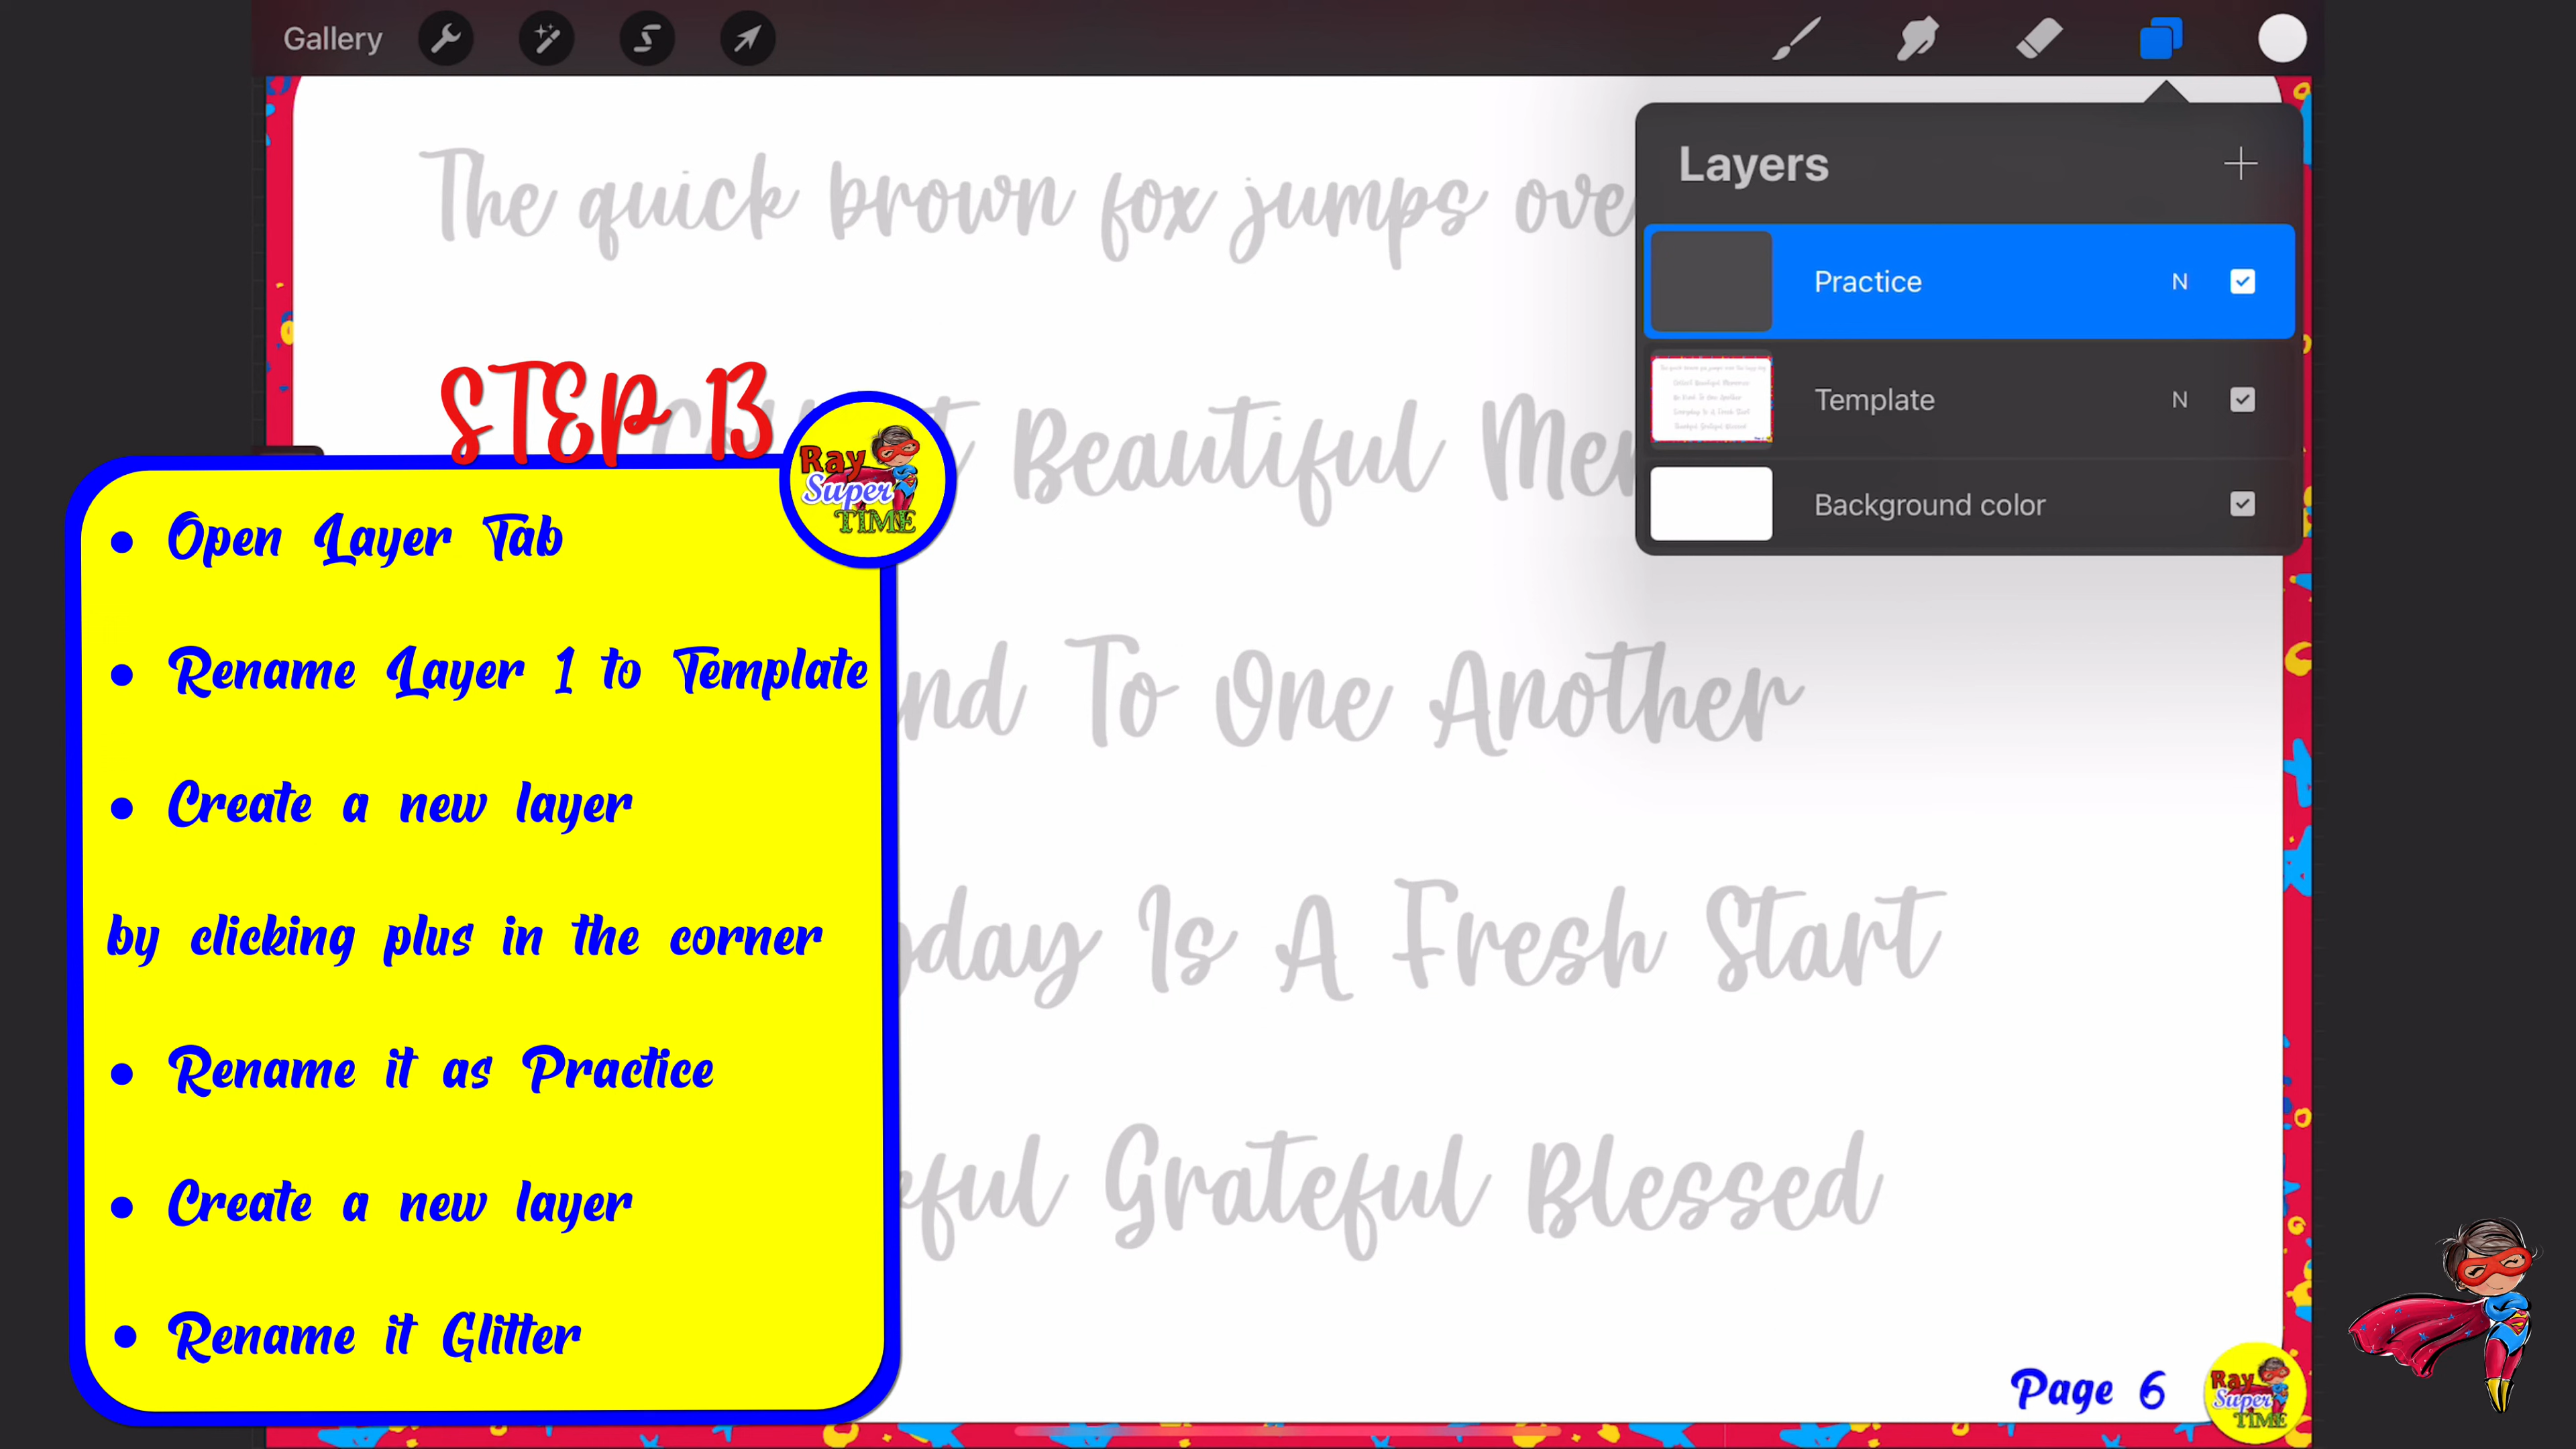 Gallery
The quick brown fox jumps ove
Layers
Practice N
Template N
Background color
STEP 13
t Beautiful Me
Ray
Super
TIME
Open Layer Tab
Rename Layer 1 to Template
Create a new layer
by clicking plus in the corner
Rename it as Practice
Create a new layer
Rename it Glitter
nd To One Another
yday Is A Fresh Start
eful Grateful Blessed
Page 6
Ray
Super
TIME